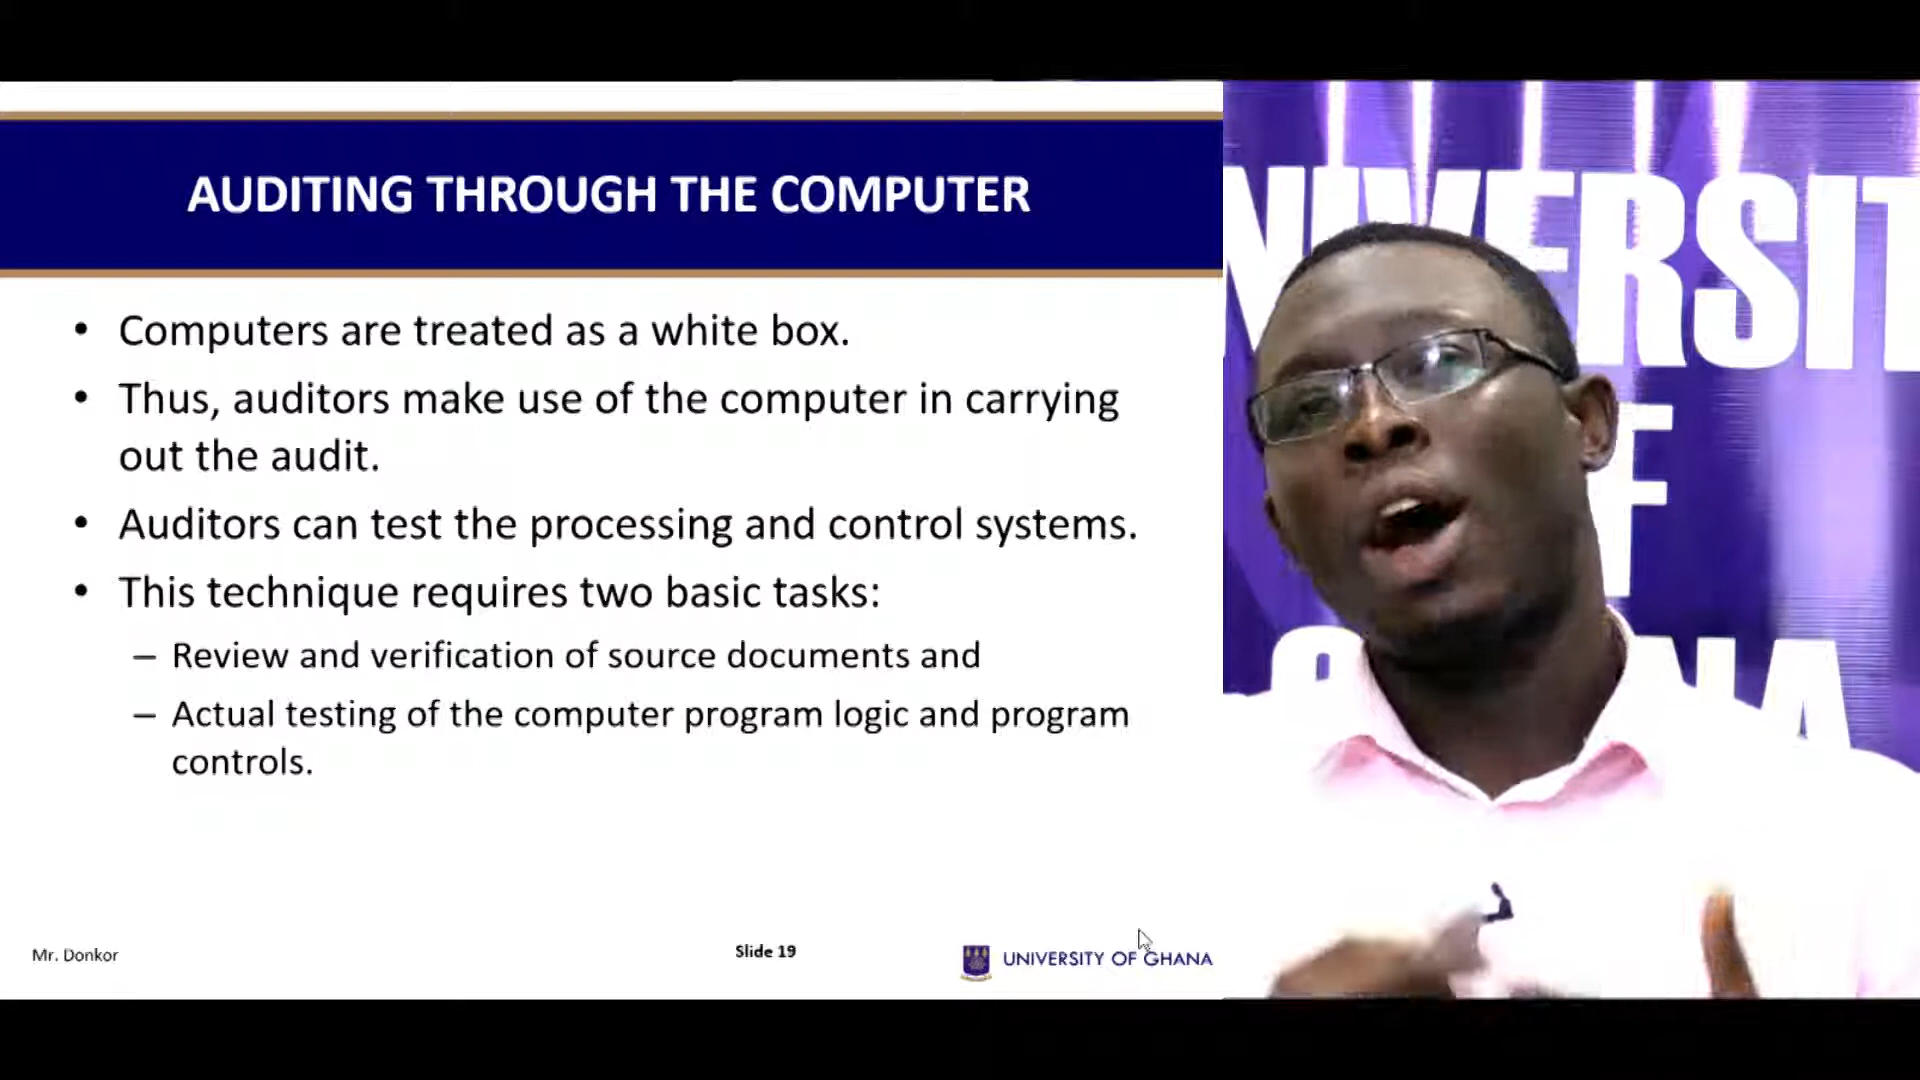 AUDITING THROUGH THE COMPUTER
• Computers are treated as a white box.
• Thus, auditors make use of the computer in carrying
out the audit.
• Auditors can test the processing and control systems.
• This technique requires two basic tasks:
– Review and verification of source documents and
– Actual testing of the computer program logic and program
controls.
Mr. Donkor
Slide 19
UNIVERSITY OF GHANA